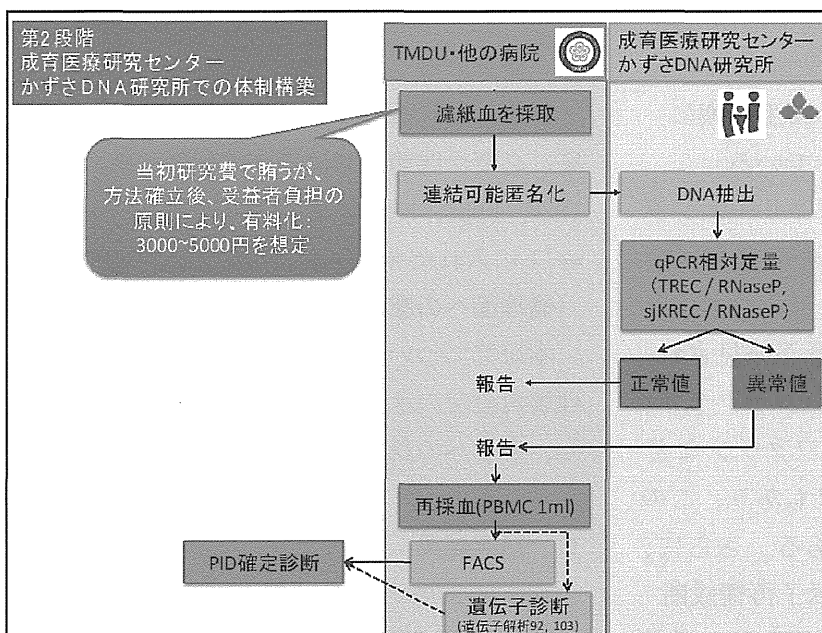 第2段階
成育医療研究センター
かずさDNA研究所での体制構築
TMDU・他の病院
成育医療研究センター
かずさDNA研究所
濾紙血を採取
当初研究費で賄うが、
方法確立後、受益者負担の
原則により、有料化:
3000~5000円を想定
連結可能匿名化
DNA抽出
qPCR相対定量
(TREC / RNaseP,
sjKREC / RNaseP)
報告
正常値
異常値
報告
再採血(PBMC 1ml)
PID確定診断
FACS
遺伝子診断
(遺伝子解析92, 103)